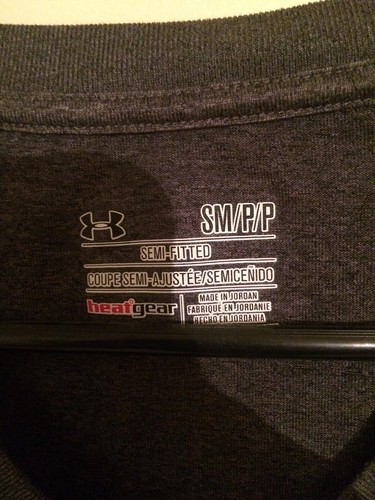 SM/P/P
SEMI-FITTED
COUPE SEMI-AJUSTÉE/SEMICEÑIDO
heatgear
MADE IN JORDAN
FABRIQUÉ EN JORDANIE
HECHO EN JORDANIA